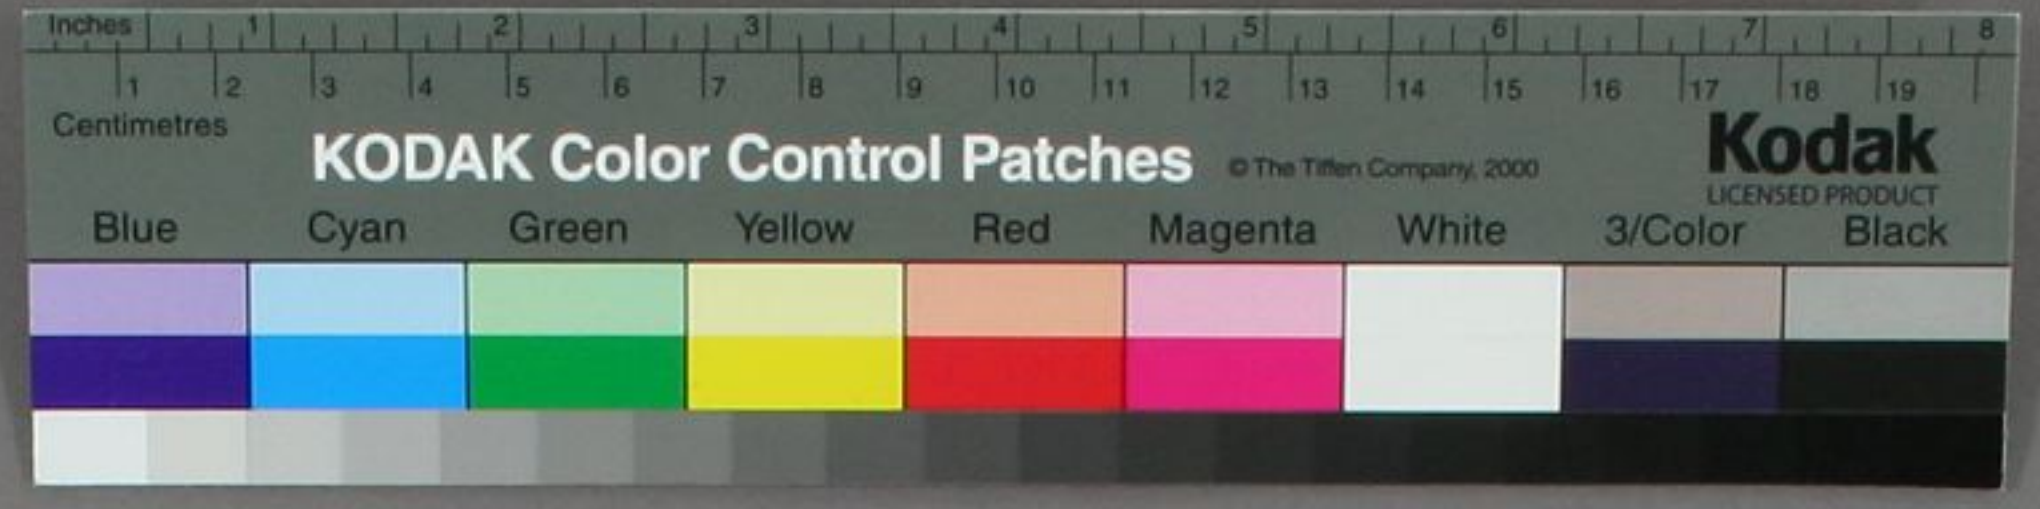 Inches 1 2 3 4 5 6 7 8
1 2 3 4 5 6 7 8 9 10 11 12 13 14 15 16 17 18 19
Centimetres
KODAK Color Control Patches © The Tiffen Company, 2000 Kodak
LICENSED PRODUCT
Blue Cyan Green Yellow Red Magenta White 3/Color Black